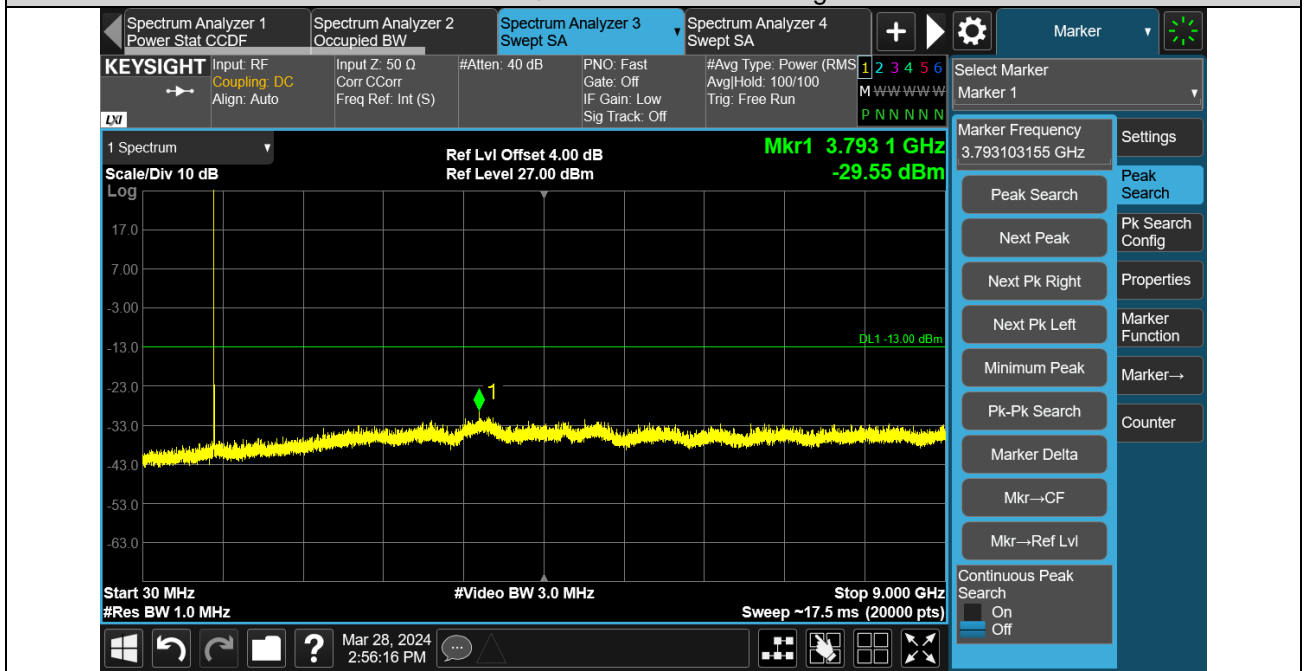 Spectrum Analyzer 1
Power Stat CCDF
Spectrum Analyzer 2
Occupied BW
Spectrum Analyzer 3
Swept SA
Spectrum Analyzer 4
Swept SA
+
Marker
KEYSIGHT
LXI
Input: RF
Coupling: DC
Align: Auto
Input Z: 50 Ω
Corr CCorr
Freq Ref: Int (S)
#Atten: 40 dB
PNO: Fast
Gate: Off
IF Gain: Low
Sig Track: Off
#Avg Type: Power (RMS
Avg|Hold: 100/100
Trig: Free Run
1 2 3 4 5 6
M W W W W W
P N N N N N
Select Marker
Marker 1
1 Spectrum
Scale/Div 10 dB
Log
Ref Lvl Offset 4.00 dB
Ref Level 27.00 dBm
Mkr1 3.793 1 GHz
-29.55 dBm
17.0
7.00
-3.00
-13.0
-23.0
-33.0
-43.0
-53.0
-63.0
DL1 -13.00 dBm
1
Start 30 MHz
#Res BW 1.0 MHz
#Video BW 3.0 MHz
Stop 9.000 GHz
Sweep ~17.5 ms (20000 pts)
Marker Frequency
3.793103155 GHz
Peak Search
Next Peak
Next Pk Right
Next Pk Left
Minimum Peak
Pk-Pk Search
Marker Delta
Mkr→CF
Mkr→Ref Lvl
Continuous Peak
Search
On
Off
Settings
Peak
Search
Pk Search
Config
Properties
Marker
Function
Marker→
Counter
?
Mar 28, 2024
2:56:16 PM